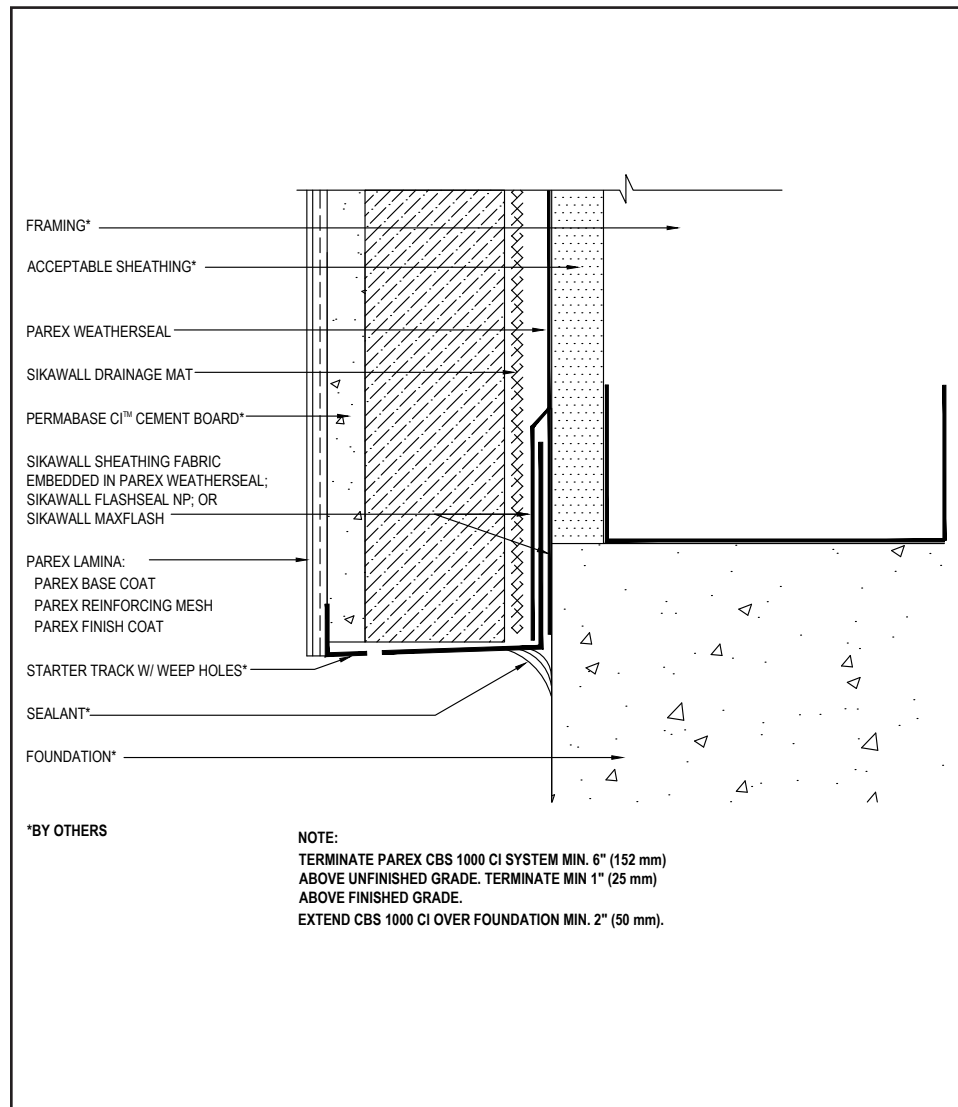 FRAMING*
ACCEPTABLE SHEATHING*
PAREX WEATHERSEAL
SIKAWALL DRAINAGE MAT
PERMABASE CI™ CEMENT BOARD*
SIKAWALL SHEATHING FABRIC
EMBEDDED IN PAREX WEATHERSEAL;
SIKAWALL FLASHSEAL NP; OR
SIKAWALL MAXFLASH
PAREX LAMINA:
PAREX BASE COAT
PAREX REINFORCING MESH
PAREX FINISH COAT
STARTER TRACK W/ WEEP HOLES*
SEALANT*
FOUNDATION*
*BY OTHERS
NOTE:
TERMINATE PAREX CBS 1000 CI SYSTEM MIN. 6" (152 mm)
ABOVE UNFINISHED GRADE. TERMINATE MIN 1" (25 mm)
ABOVE FINISHED GRADE.
EXTEND CBS 1000 CI OVER FOUNDATION MIN. 2" (50 mm).